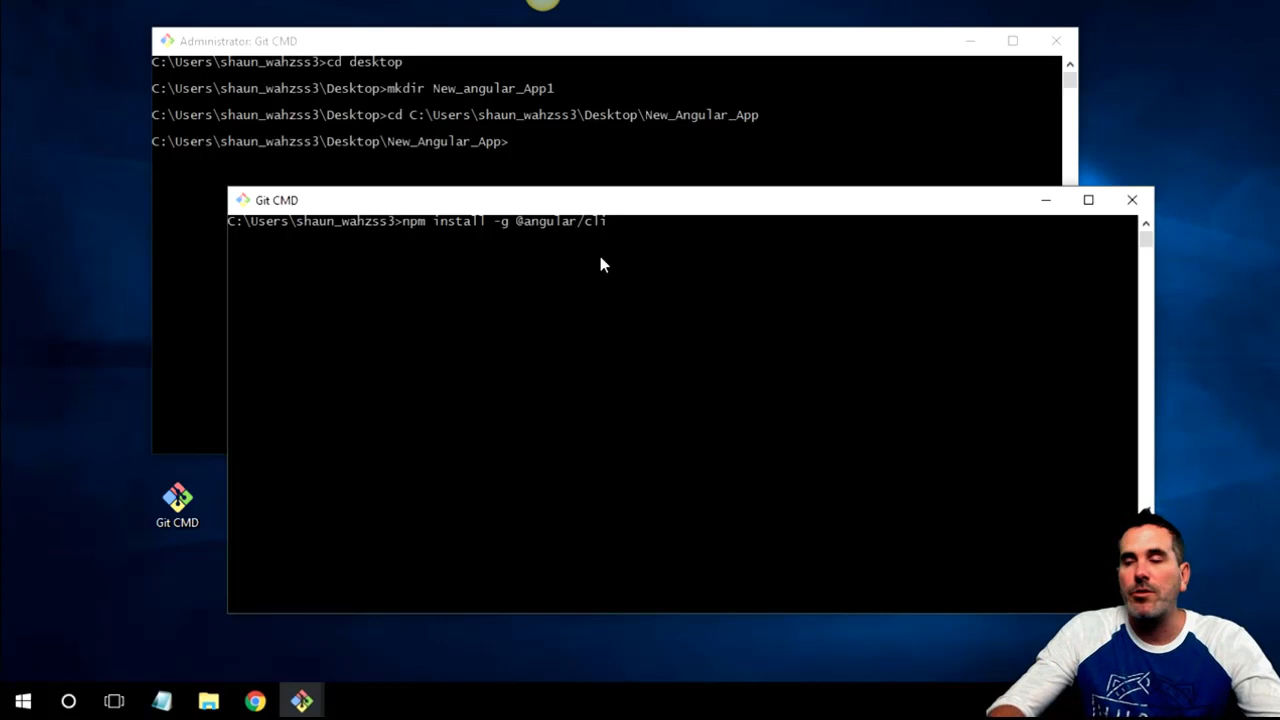 Administrator: Git CMD
C:\Users\shaun_wahzss3>cd desktop
C:\Users\shaun_wahzss3\Desktop>mkdir New_angular_App1
C:\Users\shaun_wahzss3\Desktop>cd C:\Users\shaun_wahzss3\Desktop\New_Angular_App
C:\Users\shaun_wahzss3\Desktop\New_Angular_App>
Git CMD
C:\Users\shaun_wahzss3>npm install -g @angular/cli
Git CMD